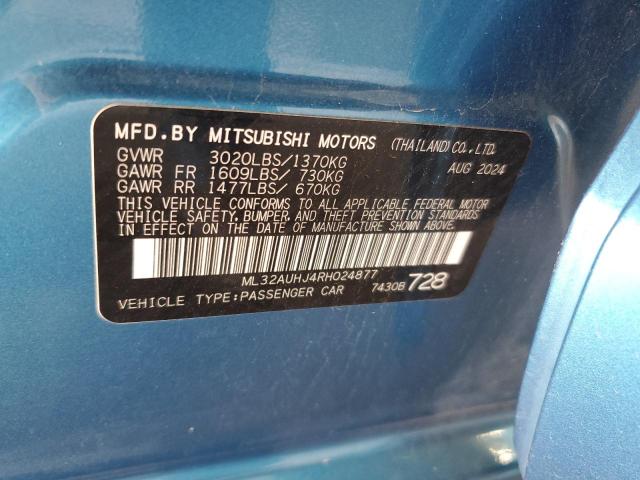 MFD.BY MITSUBISHI MOTORS (THAILAND)CO.,LTD.
GVWR 3020LBS/1370KG AUG 2024
GAWR FR 1609LBS/ 730KG
GAWR RR 1477LBS/ 670KG
THIS VEHICLE CONFORMS TO ALL APPLICABLE FEDERAL MOTOR
VEHICLE SAFETY, BUMPER, AND THEFT PREVENTION STANDARDS
IN EFFECT ON THE DATE OF MANUFACTURE SHOWN ABOVE.
ML32AUHJ4RH024877
VEHICLE TYPE:PASSENGER CAR 7430B 728